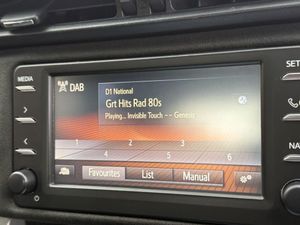 MEDIA
DAB
SET
D1 National
Grt Hits Rad 80s
Playing... Invisible Touch -- Genesis
NA
1 2 3 4 5 6
Favourites List Manual